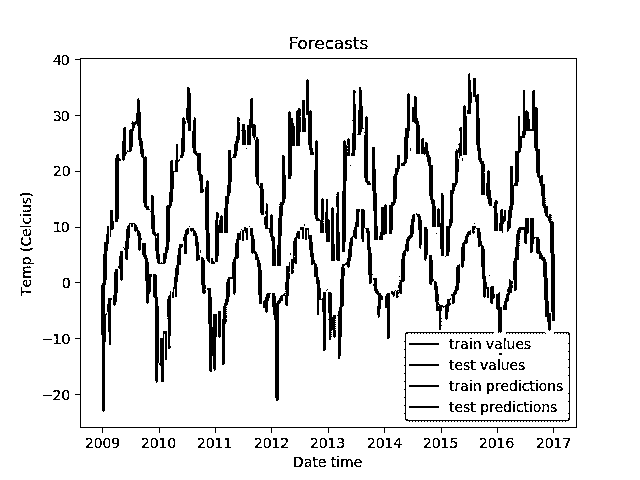 Forecasts
40
30
20
10
0
−10
−20
Temp (Celcius)
train values
test values
train predictions
test predictions
2009 2010 2011 2012 2013 2014 2015 2016 2017
Date time